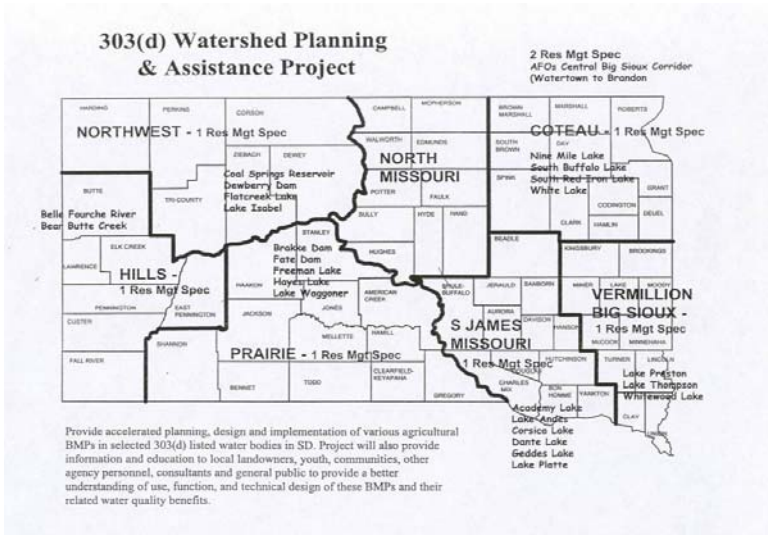 303(d) Watershed Planning
& Assistance Project
2 Res Mgt Spec
AFOs Central Big Sioux Corridor
(Watertown to Brandon
HARDING
PERKINS
CORSON
CAMPBELL
MCPHERSON
BROWN
MARSHALL
MARSHALL
ROBERTS
NORTHWEST - 1 Res Mgt Spec
WALWORTH
EDMUNDS
SOUTH
BROWN
COTEAU - 1 Res Mgt Spec
DAY
ZIEBACH
DEWEY
NORTH
MISSOURI
Nine Mile Lake
South Buffalo Lake
South Red Iron Lake
White Lake
Coal Springs Reservoir
Dewberry Dam
Flatcreek Lake
Lake Isabel
BUTTE
TRI-COUNTY
POTTER
FAULK
SPINK
GRANT
CODINGTON
DEUEL
Belle Fourche River
Bear Butte Creek
SULLY
HYDE
HAND
CLARK
HAMLIN
STANLEY
BEADLE
KINGSBURY
BROOKINGS
LAWRENCE
ELK CREEK
Brakke Dam
Fate Dam
Freeman Lake
Hayes Lake
Lake Waggoner
HUGHES
HILLS -
1 Res Mgt Spec
HAAKON
JONES
AMERICAN
CREEK
BRULE-
BUFFALO
JERAULD
SANBORN
MINER
LAKE
MOODY
VERMILLION
BIG SIOUX -
1 Res Mgt Spec
PENNINGTON
EAST
PENNINGTON
JACKSON
AURORA
DAVISON
HANSON
MCCOOK
MINNEHAHA
CUSTER
S JAMES
MISSOURI
1 Res Mgt Spec
SHANNON
MELLETTE
HAMILL
PRAIRIE - 1 Res Mgt Spec
FALL RIVER
DOUGLAS
HUTCHINSON
TURNER
LINCOLN
BENNET
TODD
CLEARFIELD-
KEYAPAHA
GREGORY
CHARLES
MIX
BON
HOMME
YANKTON
CLAY
Lake Preston
Lake Thompson
Whitewood Lake
Academy Lake
Lake Andes
Corsica Lake
Dante Lake
Geddes Lake
Lake Platte
Provide accelerated planning, design and implementation of various agricultural
BMPs in selected 303(d) listed water bodies in SD. Project will also provide
information and education to local landowners, youth, communities, other
agency personnel, consultants and general public to provide a better
understanding of use, function, and technical design of these BMPs and their
related water quality benefits.